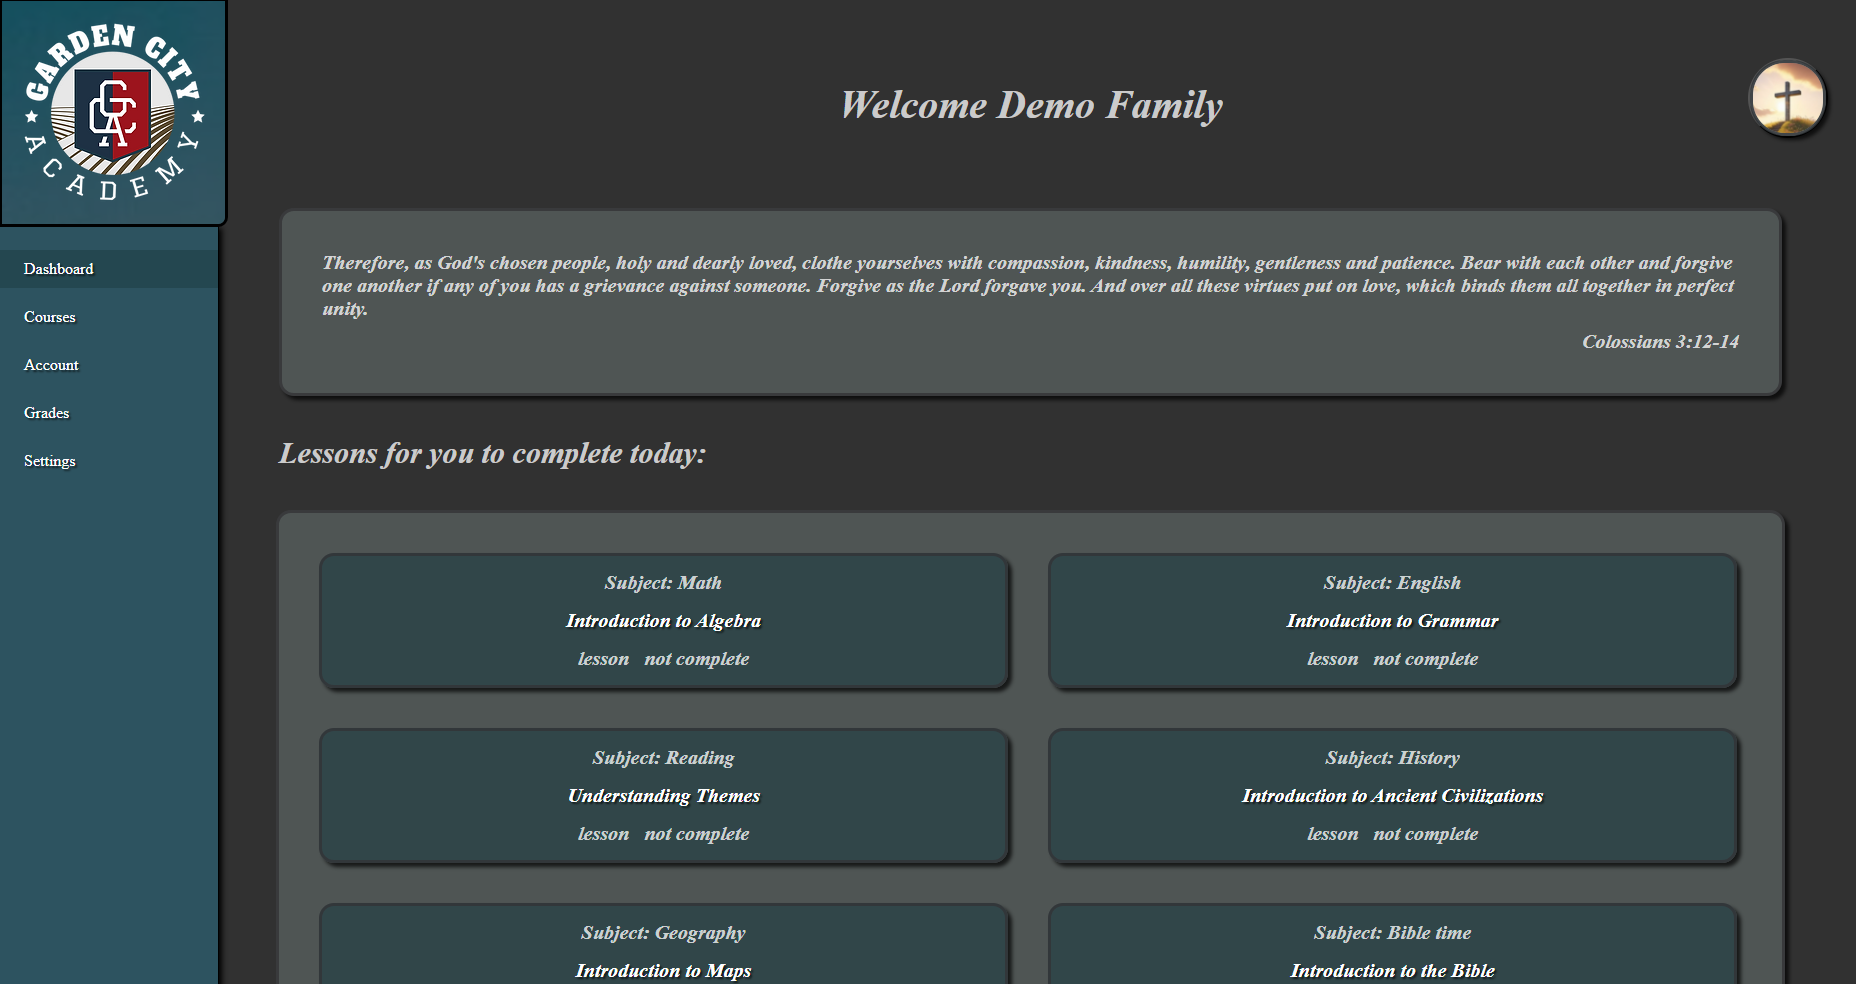 GARDEN CITY
GCA
ACADEMY
Dashboard
Courses
Account
Grades
Settings
Welcome Demo Family
Therefore, as God's chosen people, holy and dearly loved, clothe yourselves with compassion, kindness, humility, gentleness and patience. Bear with each other and forgive
one another if any of you has a grievance against someone. Forgive as the Lord forgave you. And over all these virtues put on love, which binds them all together in perfect
unity.
Colossians 3:12-14
Lessons for you to complete today:
Subject: Math
Introduction to Algebra
lesson not complete
Subject: English
Introduction to Grammar
lesson not complete
Subject: Reading
Understanding Themes
lesson not complete
Subject: History
Introduction to Ancient Civilizations
lesson not complete
Subject: Geography
Introduction to Maps
Subject: Bible time
Introduction to the Bible